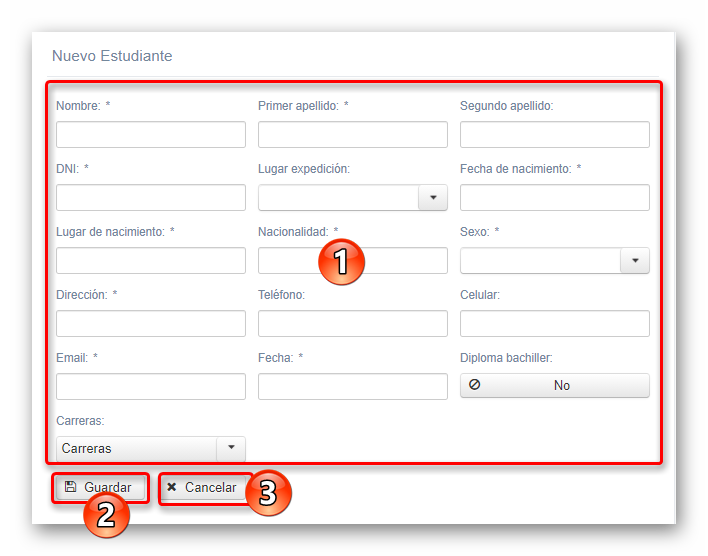 Nuevo Estudiante
Nombre: * Primer apellido: * Segundo apellido:
DNI: * Lugar expedición: Fecha de nacimiento: *
Lugar de nacimiento: * Nacionalidad: * Sexo: *
1
Dirección: * Teléfono: Celular:
Email: * Fecha: * Diploma bachiller:
No
Carreras:
Carreras
Guardar Cancelar
2 3